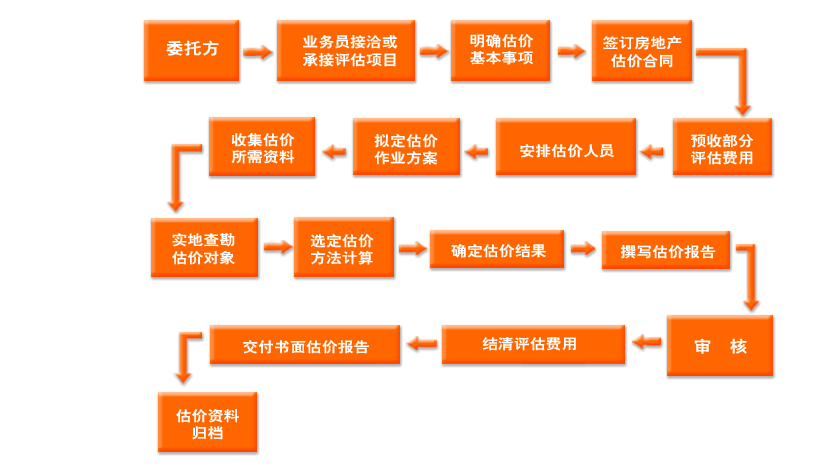 委托方
业务员接洽或
承接评估项目
明确估价
基本事项
签订房地产
估价合同
预收部分
评估费用
安排估价人员
拟定估价
作业方案
收集估价
所需资料
实地查勘
估价对象
选定估价
方法计算
确定估价结果
撰写估价报告
审 核
结清评估费用
交付书面估价报告
估价资料
归档